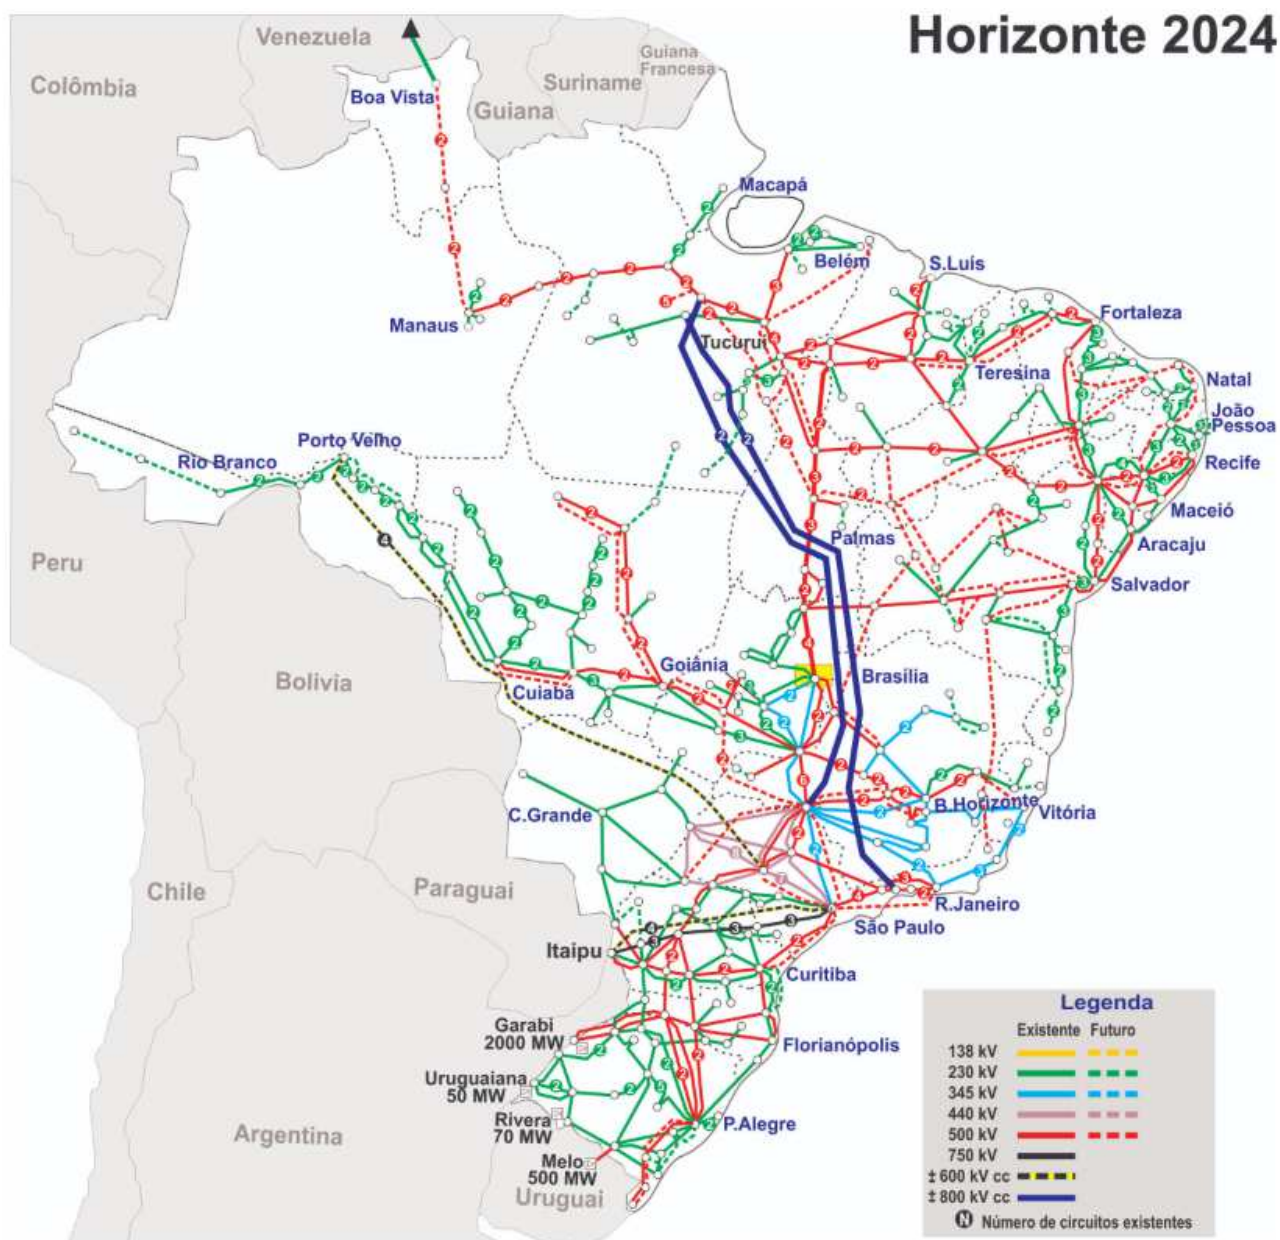 Horizonte 2024
Venezuela
Guiana
Francesa
Colômbia
Suriname
Boa Vista
Guiana
Macapá
Belém
S.Luís
Manaus
Fortaleza
Tucuruí
Teresina
Natal
João
Pessoa
Porto Velho
Rio Branco
Recife
Maceió
Palmas
Aracaju
Peru
Salvador
Goiânia
Brasília
Bolivia
Cuiabá
B.Horizonte
Vitória
C.Grande
Chile
Paraguai
R.Janeiro
São Paulo
Itaipu
Curitiba
Garabi
2000 MW
Florianópolis
Uruguaiana
50 MW
Rivera
70 MW
P.Alegre
Argentina
Melo
500 MW
Uruguai
Legenda
Existente Futuro
138 kV
230 kV
345 kV
440 kV
500 kV
750 kV
± 600 kV cc
± 800 kV cc
N Número de circuitos existentes